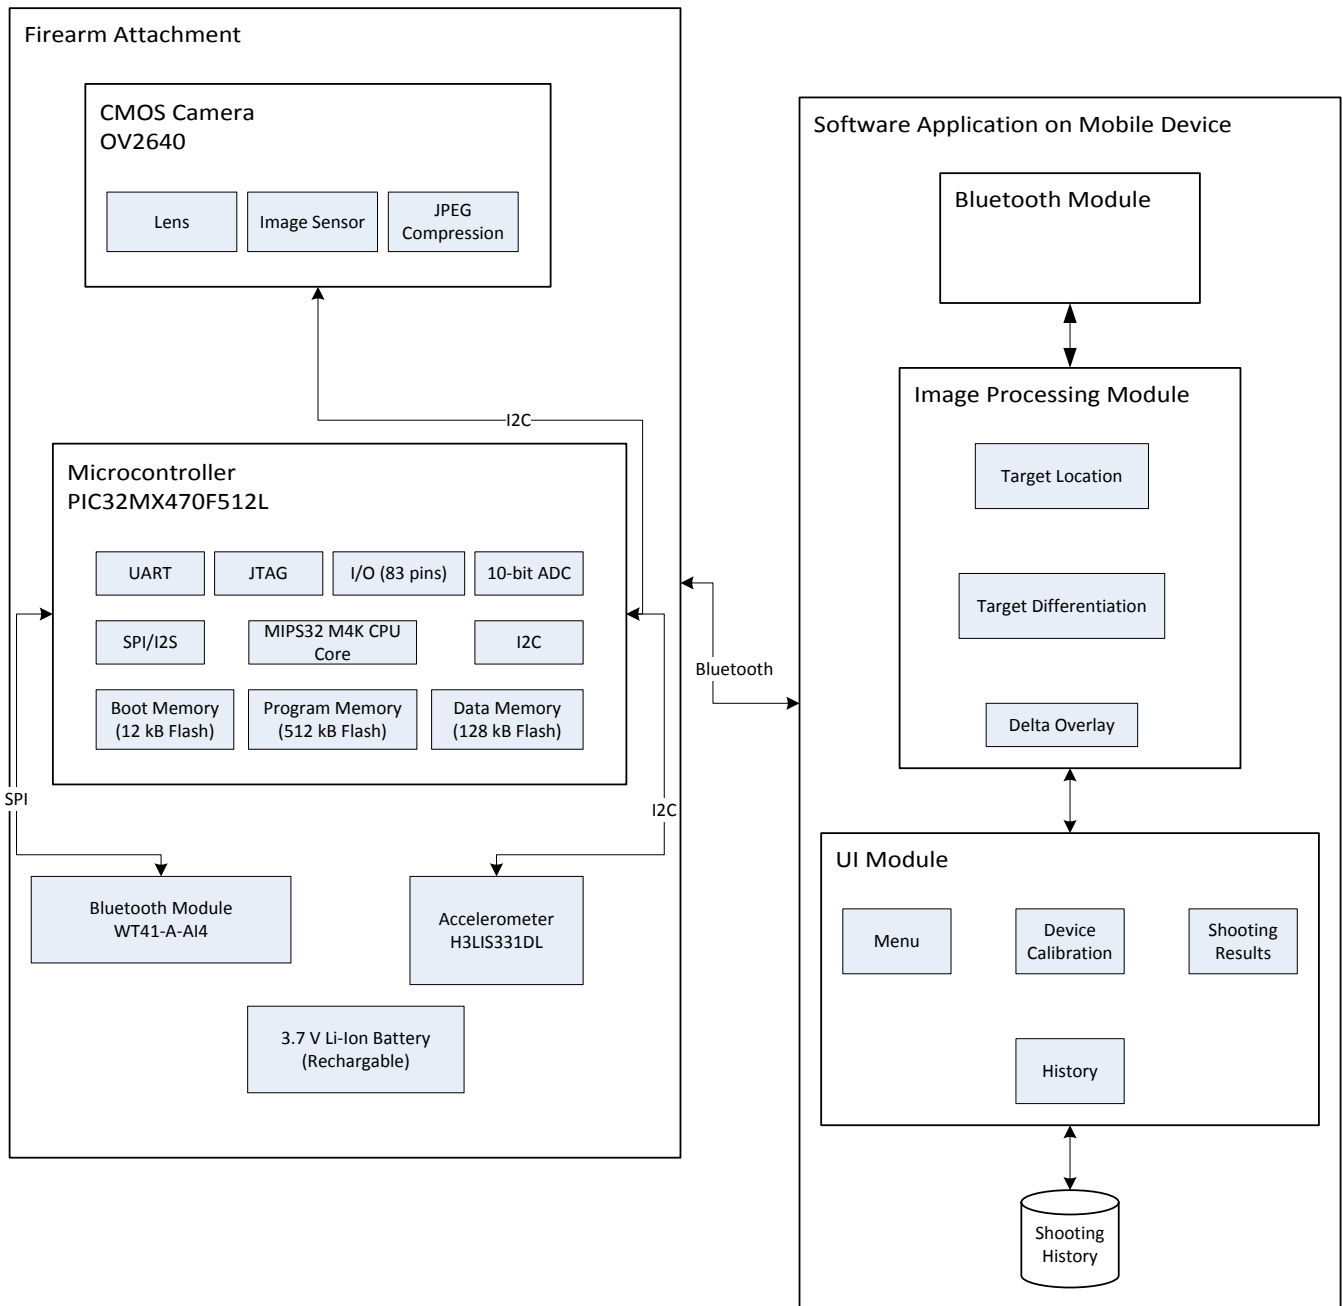 Firearm Attachment
CMOS Camera
OV2640
Lens
Image Sensor
JPEG
Compression
I2C
Microcontroller
PIC32MX470F512L
UART
JTAG
I/O (83 pins)
10-bit ADC
SPI/I2S
MIPS32 M4K CPU
Core
I2C
Boot Memory
(12 kB Flash)
Program Memory
(512 kB Flash)
Data Memory
(128 kB Flash)
SPI
I2C
Bluetooth Module
WT41-A-AI4
Accelerometer
H3LIS331DL
3.7 V Li-Ion Battery
(Rechargable)
Bluetooth
Software Application on Mobile Device
Bluetooth Module
Image Processing Module
Target Location
Target Differentiation
Delta Overlay
UI Module
Menu
Device
Calibration
Shooting
Results
History
Shooting
History